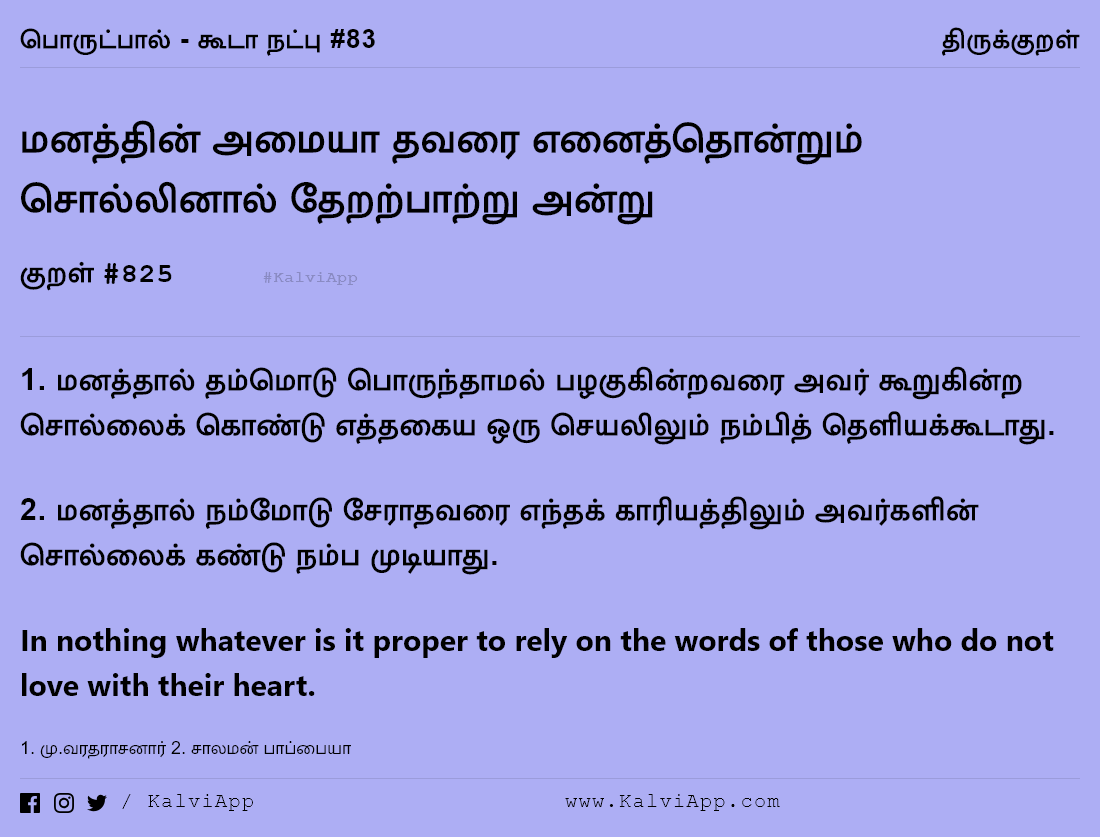 பொருட்பால் - கூடா நட்பு #83
திருக்குறள்
மனத்தின் அமையா தவரை எனைத்தொன்றும்
சொல்லினால் தேறற்பாற்று அன்று
குறள் #825
#KalviApp
1. மனத்தால் தம்மொடு பொருந்தாமல் பழகுகின்றவரை அவர் கூறுகின்ற
சொல்லைக் கொண்டு எத்தகைய ஒரு செயலிலும் நம்பித் தெளியக்கூடாது.
2. மனத்தால் நம்மோடு சேராதவரை எந்தக் காரியத்திலும் அவர்களின்
சொல்லைக் கண்டு நம்ப முடியாது.
In nothing whatever is it proper to rely on the words of those who do not
love with their heart.
1. மு.வரதராசனார் 2. சாலமன் பாப்பையா
/ KalviApp
www.KalviApp.com